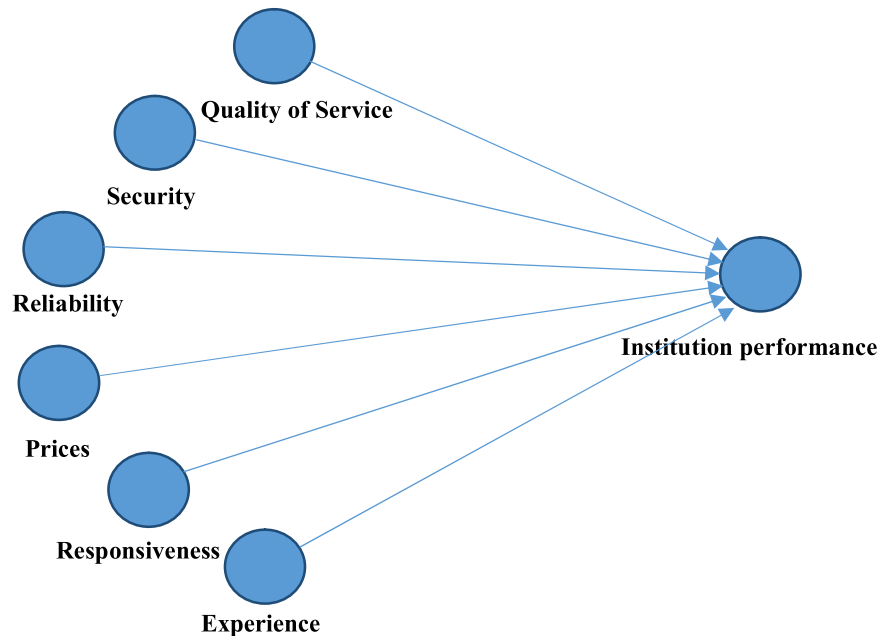 Quality of Service
Security
Reliability
Institution performance
Prices
Responsiveness
Experience